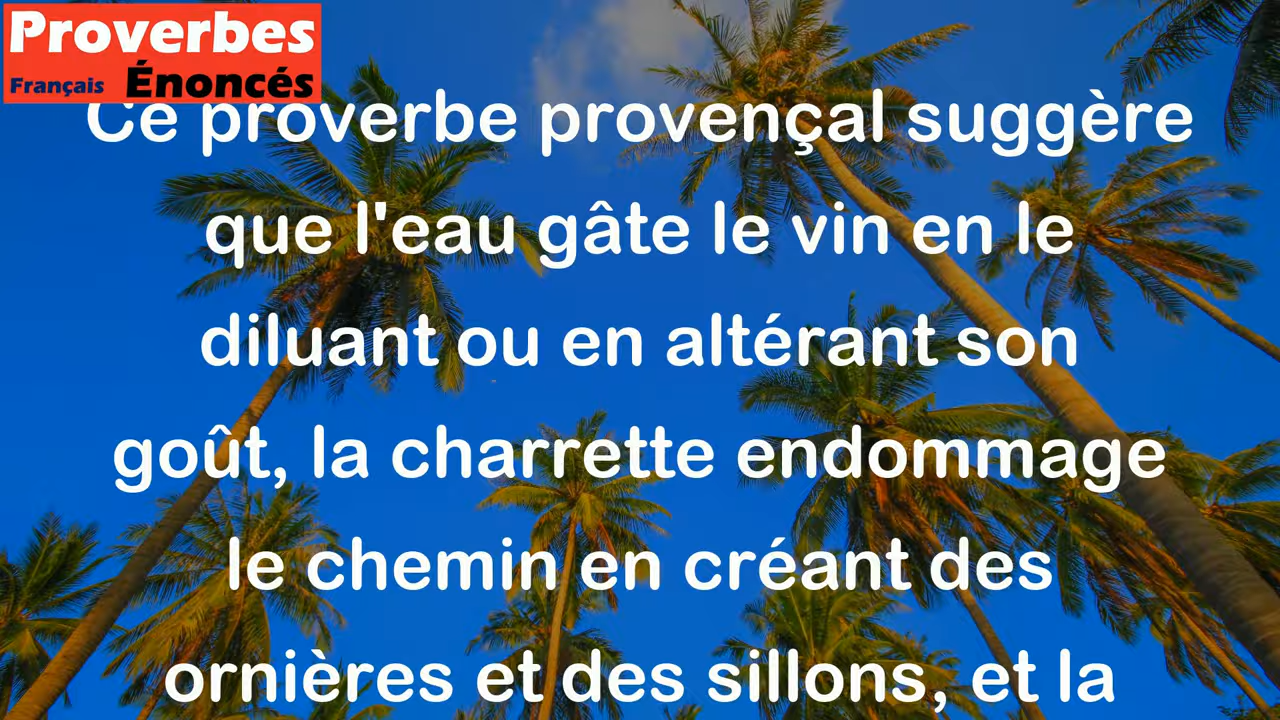 Proverbes
Français Énoncés
Ce proverbe provençal suggère
que l'eau gâte le vin en le
diluant ou en altérant son
goût, la charrette endommage
le chemin en créant des
ornières et des sillons, et la